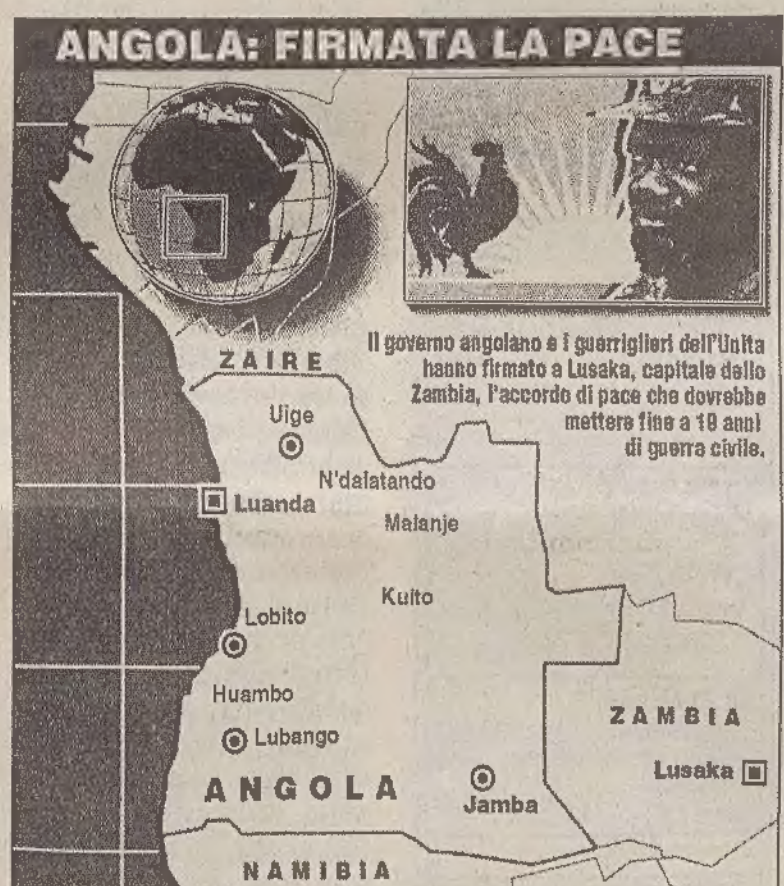 ANGOLA: FIRMATA LA PACE
Il governo angolano e i guerriglieri dell'Unita
hanno firmato a Lusaka, capitale dello
Zambia, l'accordo di pace che dovrebbe
mettere fine a 19 anni
di guerra civile.
ZAIRE
Uige
N'dalatando
Luanda
Malanje
Kuito
Lobito
Huambo
ZAMBIA
Lubango
Lusaka
ANGOLA
Jamba
NAMIBIA